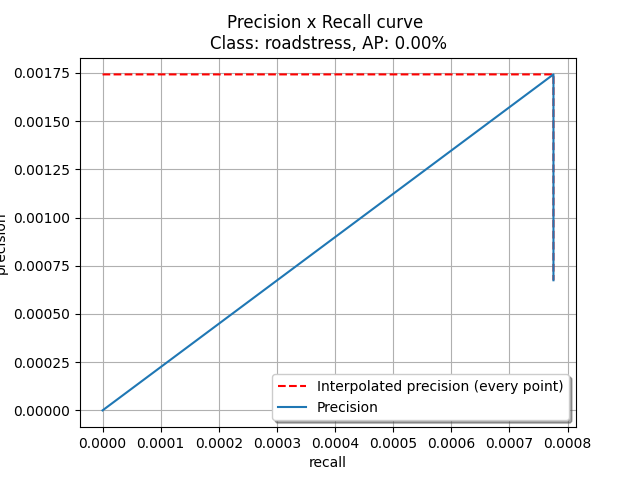 Precision x Recall curve
Class: roadstress, AP: 0.00%
0.00175
0.00150
0.00125
0.00100
0.00075
0.00050
0.00025
0.00000
precision
Interpolated precision (every point)
Precision
0.0000 0.0001 0.0002 0.0003 0.0004 0.0005 0.0006 0.0007 0.0008
recall